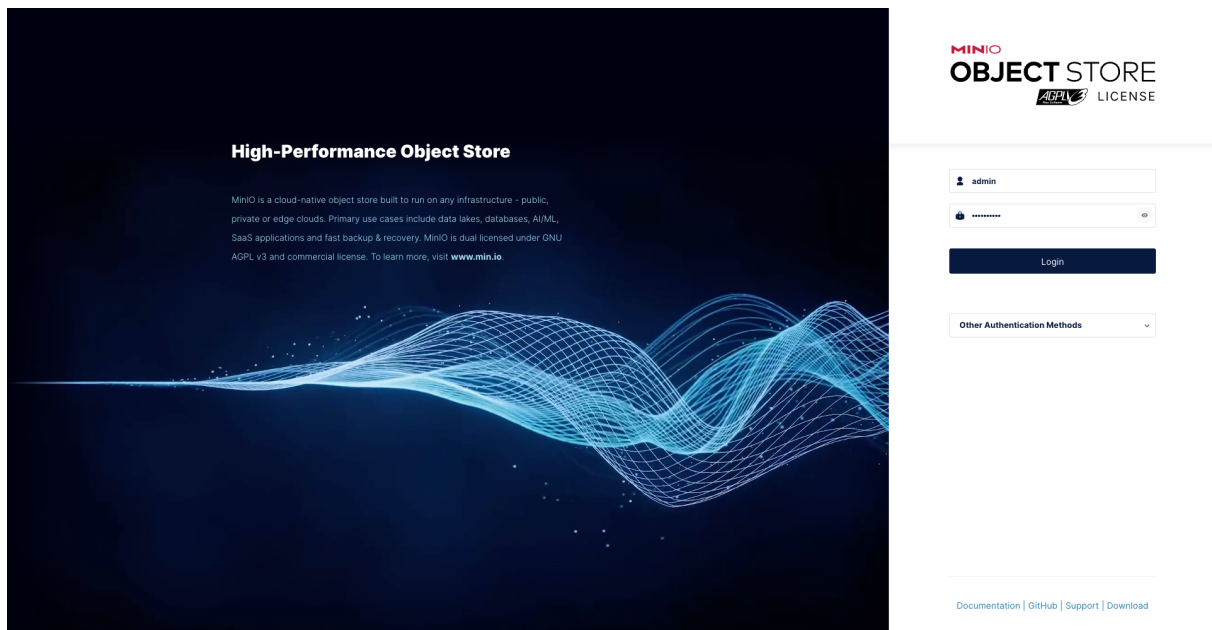 High-Performance Object Store
MinIO is a cloud-native object store built to run on any infrastructure - public,
private or edge clouds. Primary use cases include data lakes, databases, AI/ML,
SaaS applications and fast backup & recovery. MinIO is dual licensed under GNU
AGPL v3 and commercial license. To learn more, visit www.min.io.
MINIO
OBJECT STORE
AGPLv3 LICENSE
admin
••••••••••
Login
Other Authentication Methods
Documentation | GitHub | Support | Download